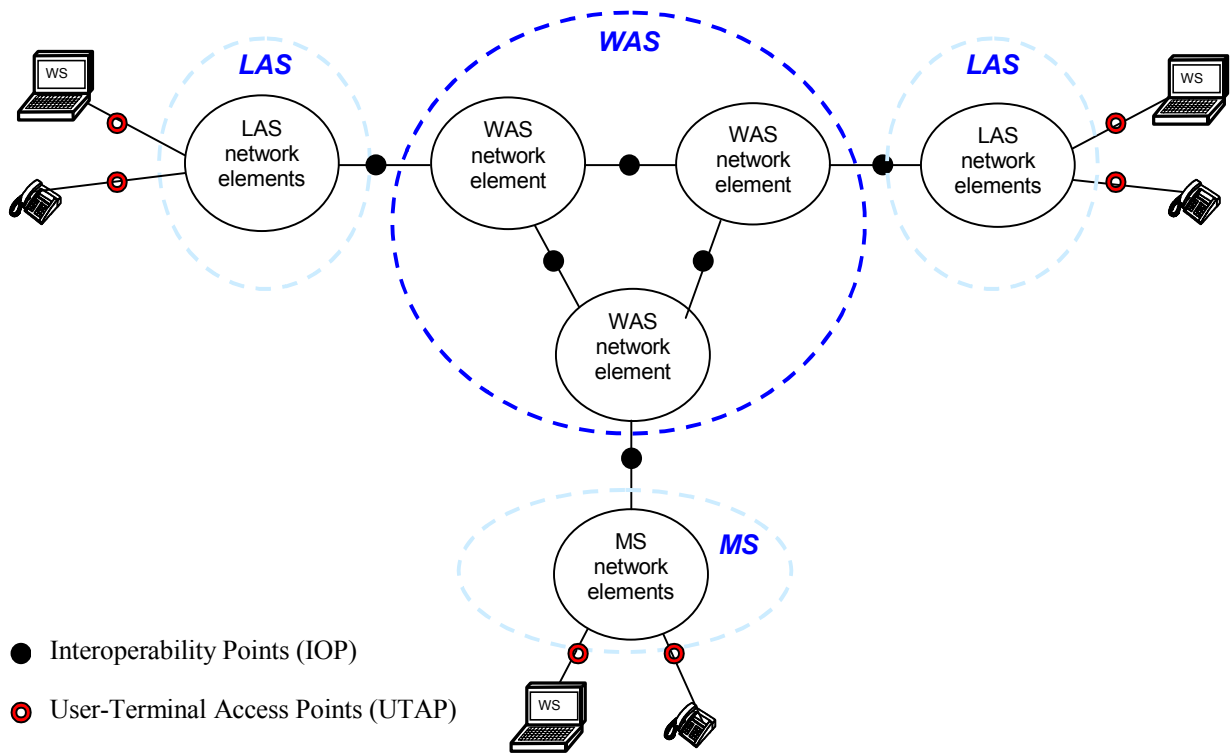 WAS
LAS
LAS
WS
WS
LAS
network
elements
WAS
network
element
WAS
network
element
LAS
network
elements
WAS
network
element
MS
network
elements
MS
Interoperability Points (IOP)
User-Terminal Access Points (UTAP)
WS